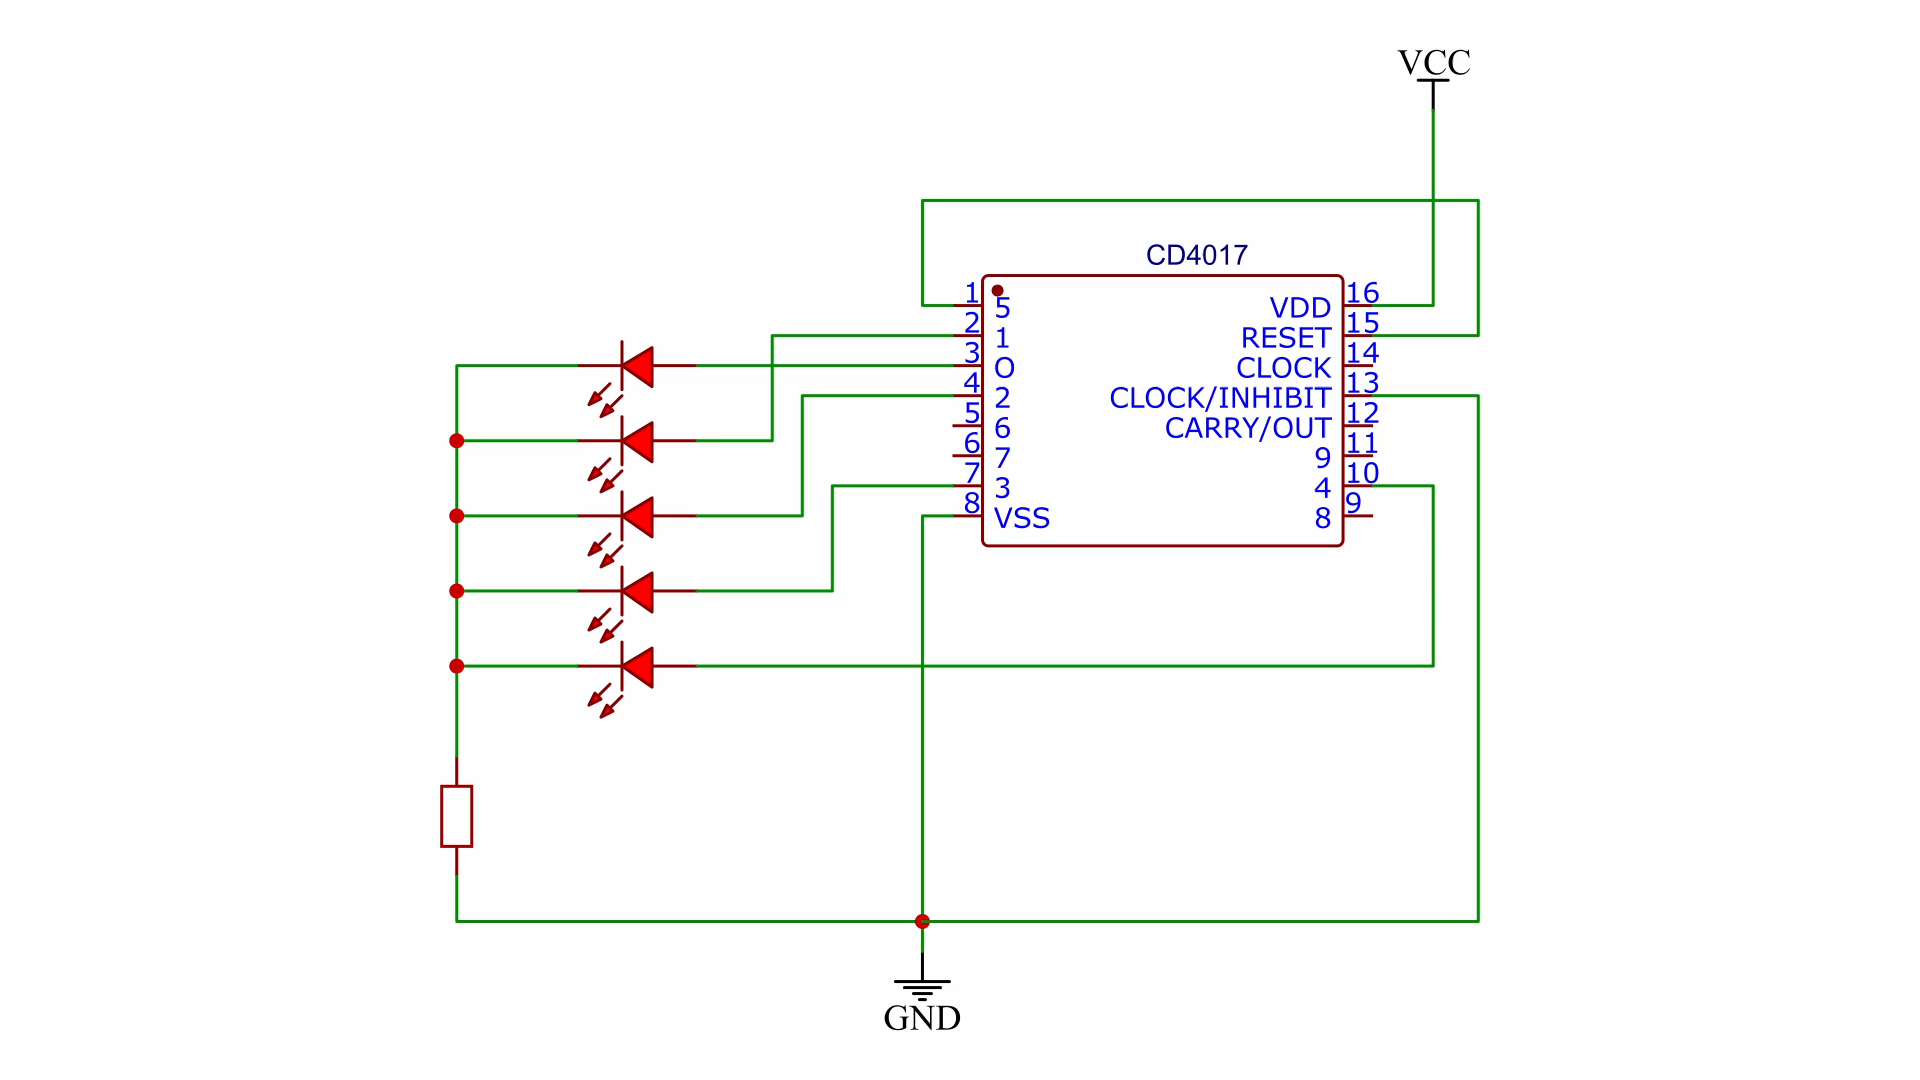 VCC
CD4017
1 5 VDD 16
2 1 RESET 15
3 O CLOCK 14
4 2 CLOCK/INHIBIT 13
5 6 CARRY/OUT 12
6 7 9 11
7 3 4 10
8 VSS 8 9
GND